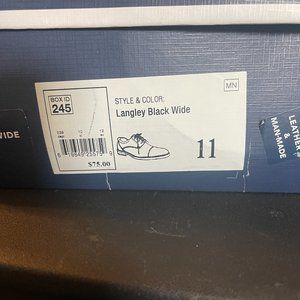 BOX ID
245
STYLE & COLOR:
Langley Black Wide
MN
11
$75.00
WIDE
LEATHER &
MAN-MADE